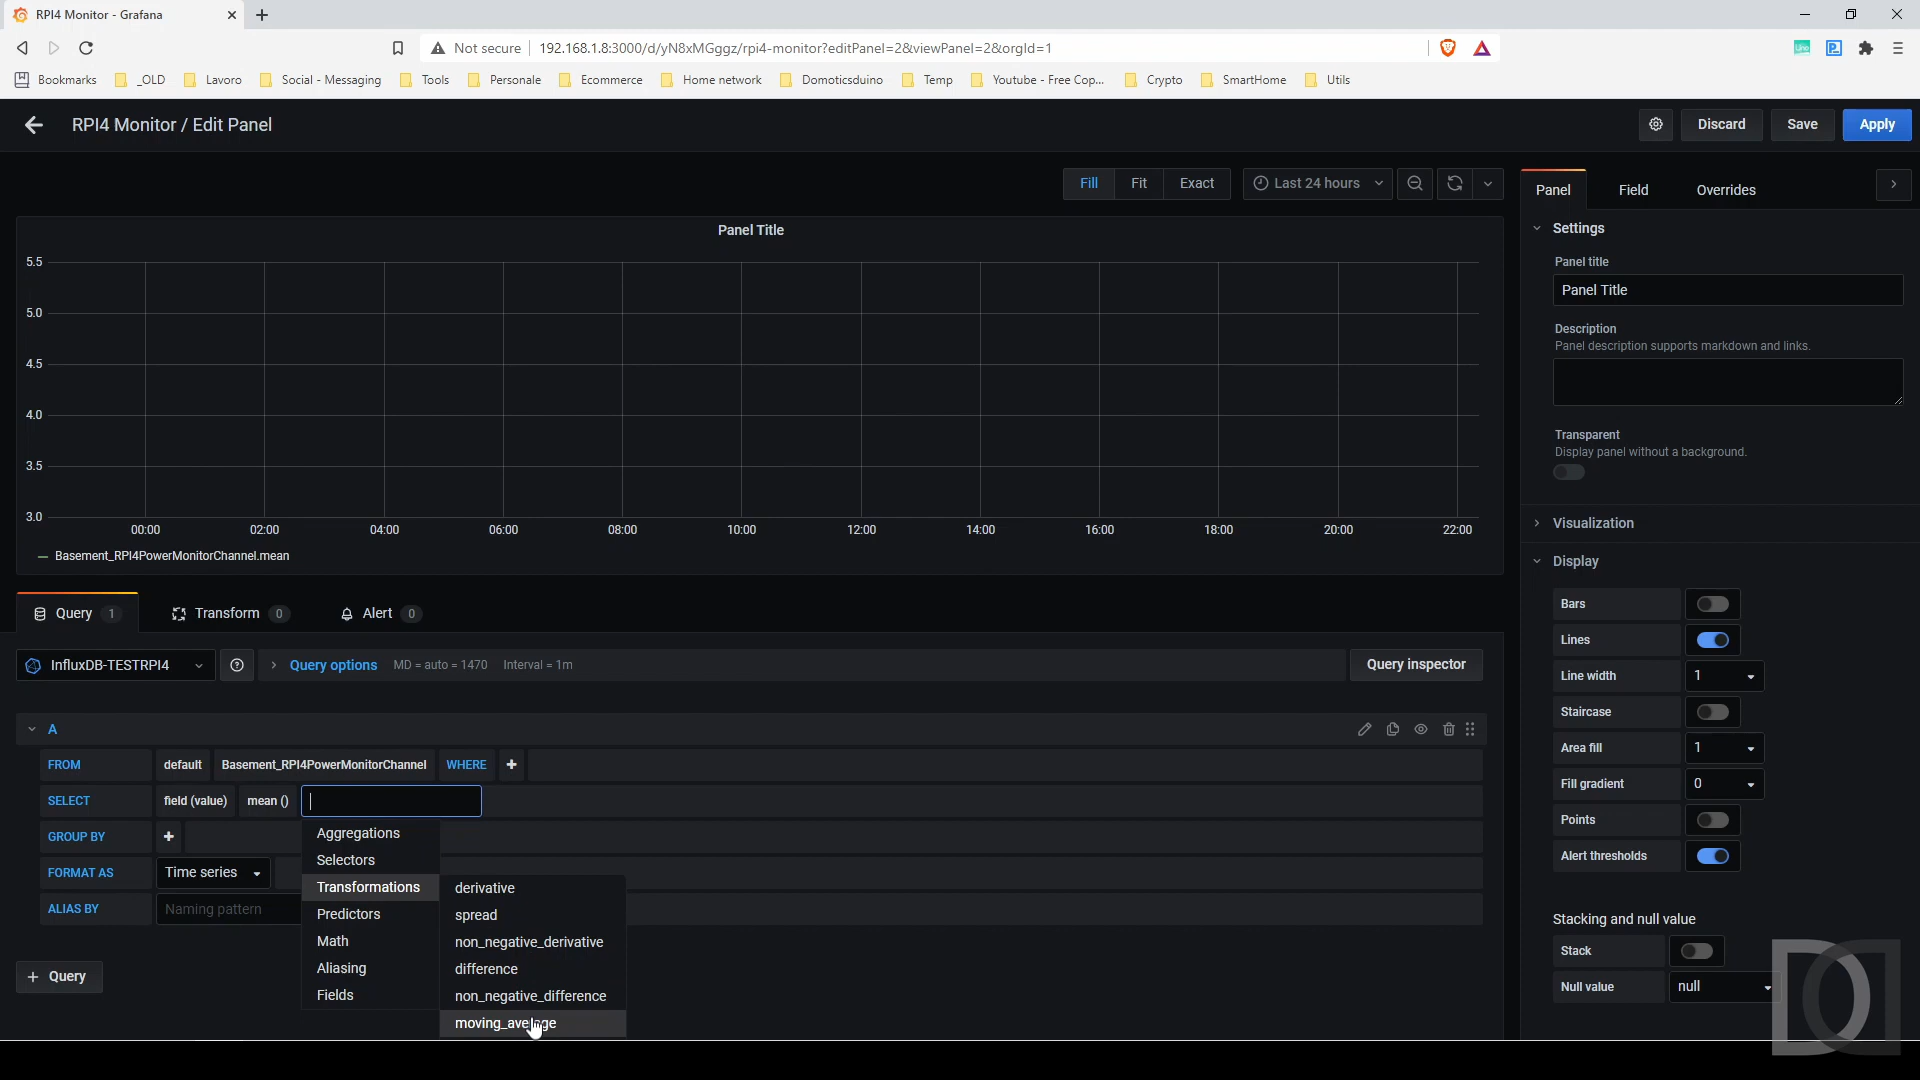 RPI4 Monitor - Grafana
Not secure 192.168.1.8:3000/d/yN8xMGggz/rpi4-monitor?editPanel=2&viewPanel=2&orgId=1
Bookmarks _OLD Lavoro Social - Messaging Tools Personale Ecommerce Home network Domoticsduino Temp Youtube - Free Cop... Crypto SmartHome Utils
RPI4 Monitor / Edit Panel
Discard Save Apply
Fill Fit Exact Last 24 hours
Panel Field Overrides
Panel Title
5.5
5.0
4.5
4.0
3.5
3.0
00:00 02:00 04:00 06:00 08:00 10:00 12:00 14:00 16:00 18:00 20:00 22:00
Basement_RPI4PowerMonitorChannel.mean
Query 1 Transform 0 Alert 0
InfluxDB-TESTRPI4 Query options MD = auto = 1470 Interval = 1m Query inspector
A
FROM default Basement_RPI4PowerMonitorChannel WHERE +
SELECT field (value) mean ()
GROUP BY +
FORMAT AS Time series
ALIAS BY Naming pattern
+ Query
Aggregations
Selectors
Transformations
Predictors
Math
Aliasing
Fields
derivative
spread
non_negative_derivative
difference
non_negative_difference
moving_average
Settings
Panel title
Panel Title
Description
Panel description supports markdown and links.
Transparent
Display panel without a background.
Visualization
Display
Bars
Lines
Line width 1
Staircase
Area fill 1
Fill gradient 0
Points
Alert thresholds
Stacking and null value
Stack
Null value null